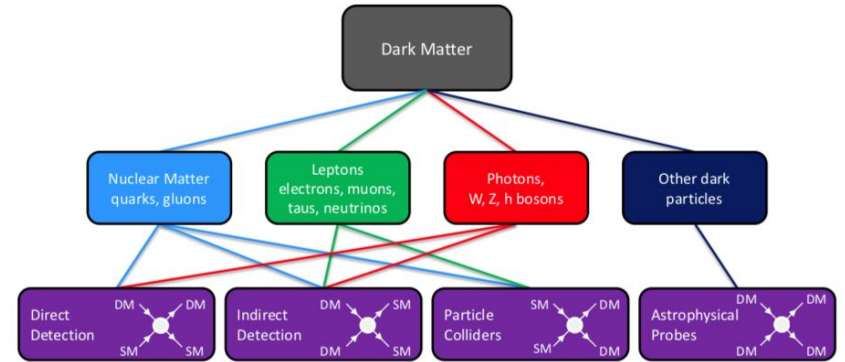 Dark Matter
Nuclear Matter
quarks, gluons
Leptons
electrons, muons,
taus, neutrinos
Photons,
W, Z, h bosons
Other dark
particles
Direct
Detection
DM DM
SM SM
Indirect
Detection
DM SM
DM SM
Particle
Colliders
SM DM
SM DM
Astrophysical
Probes
DM DM
DM DM